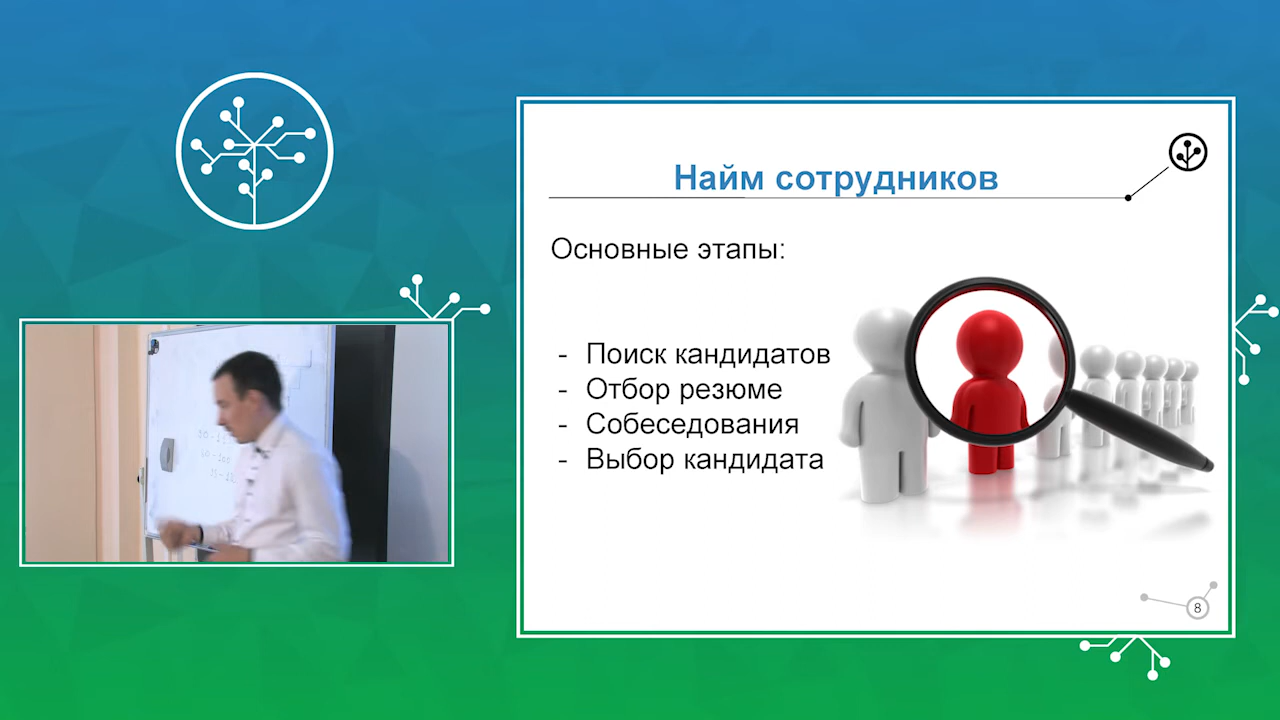 Найм сотрудников
Основные этапы:
- Поиск кандидатов
- Отбор резюме
- Собеседования
- Выбор кандидата
8